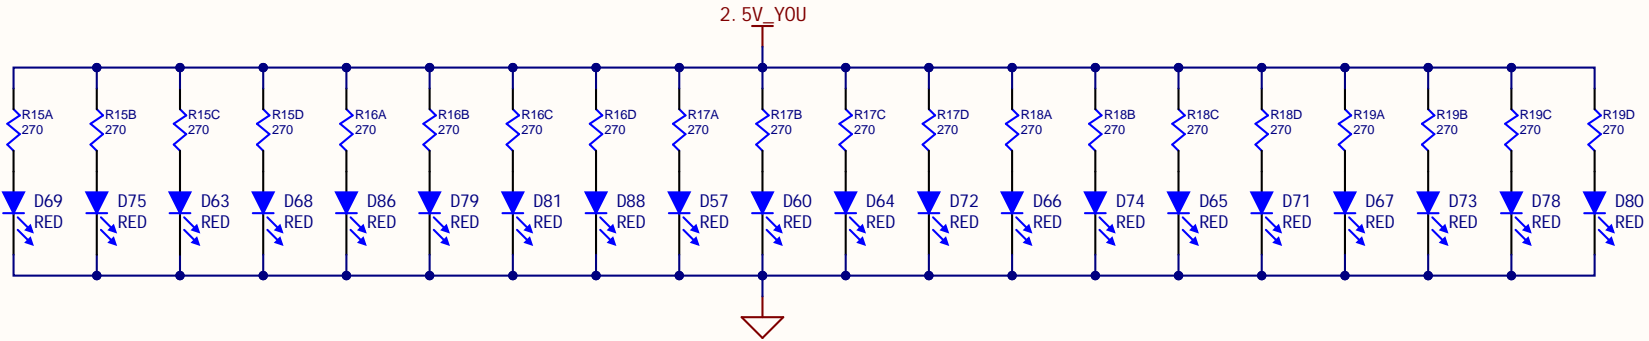 2.5V_YOU
R15A R15B R15C R15D R16A R16B R16C R16D R17A R17B R17C R17D R18A R18B R18C R18D R19A R19B R19C R19D
270 270 270 270 270 270 270 270 270 270 270 270 270 270 270 270 270 270 270 270
D69 D75 D63 D68 D86 D79 D81 D88 D57 D60 D64 D72 D66 D74 D65 D71 D67 D73 D78 D80
RED RED RED RED RED RED RED RED RED RED RED RED RED RED RED RED RED RED RED RED